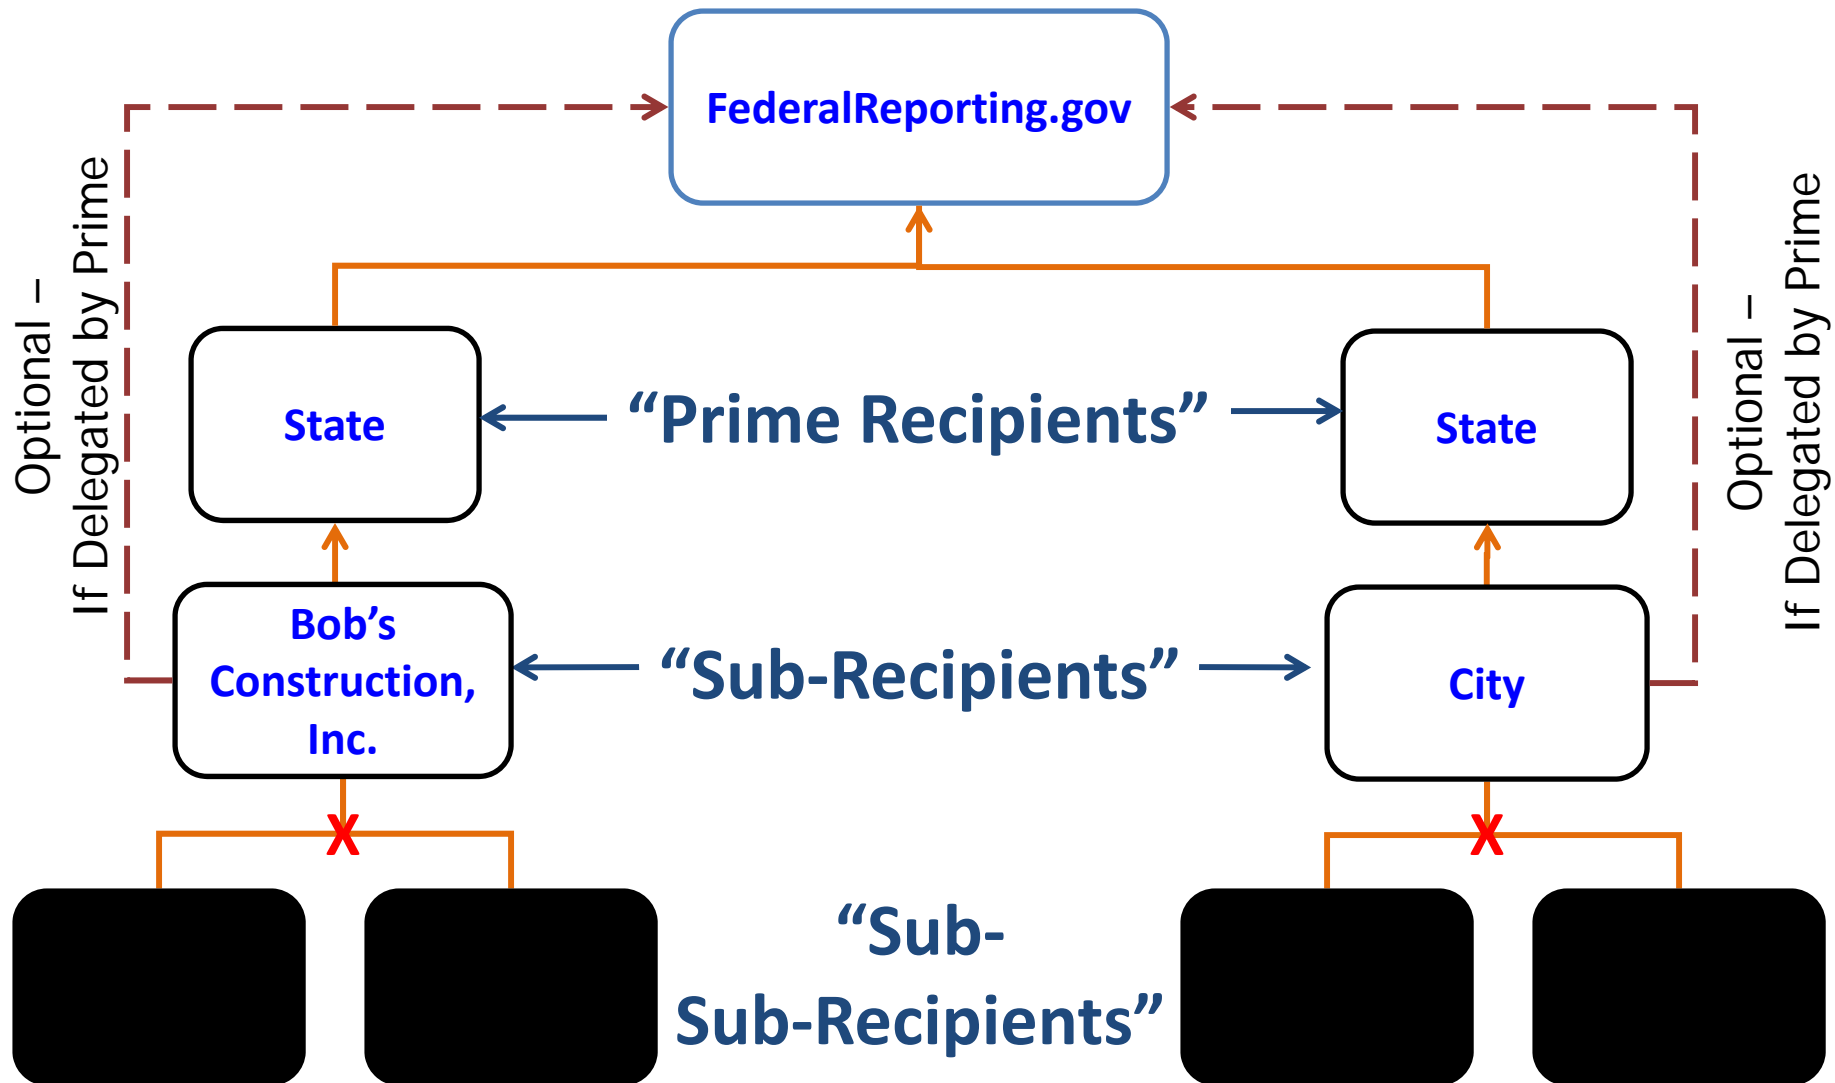 FederalReporting.gov
Optional –
If Delegated by Prime
State
“Prime Recipients”
State
Optional –
If Delegated by Prime
Bob’s
Construction,
Inc.
“Sub-Recipients”
City
X
X
“Sub-
Sub-Recipients”